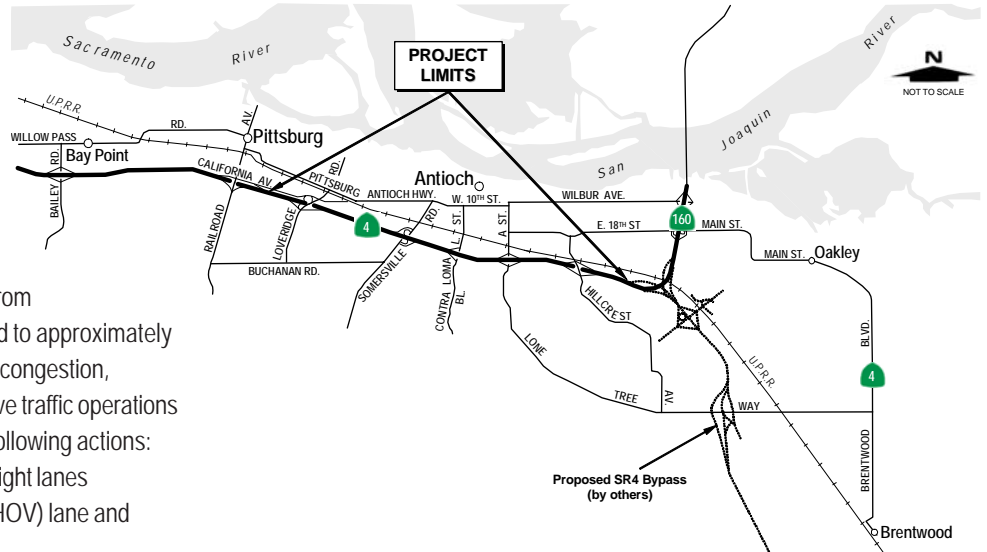 Sacramento River
River
PROJECT
LIMITS
N
NOT TO SCALE
U.P.R.R.
WILLOW PASS RD.
AV.
Pittsburg
Bay Point
BAILEY RD.
CALIFORNIA AV.
PITTSBURG
RD.
ANTIOCH HWY.
Antioch
W. 10TH ST.
WILBUR AVE.
San Joaquin
160
E. 18TH ST
MAIN ST.
MAIN ST.
Oakley
RAILROAD
LOVERIDGE
4
BUCHANAN RD.
SOMERSVILLE RD.
CONTRA LOMA BL.
L. ST.
A ST.
HILLCREST AV.
LONE TREE WAY
U.P.R.R.
BLVD.
4
BRENTWOOD
Brentwood
Proposed SR4 Bypass
(by others)
from
d to approximately
congestion,
ve traffic operations
ollowing actions:
ight lanes
HOV) lane and